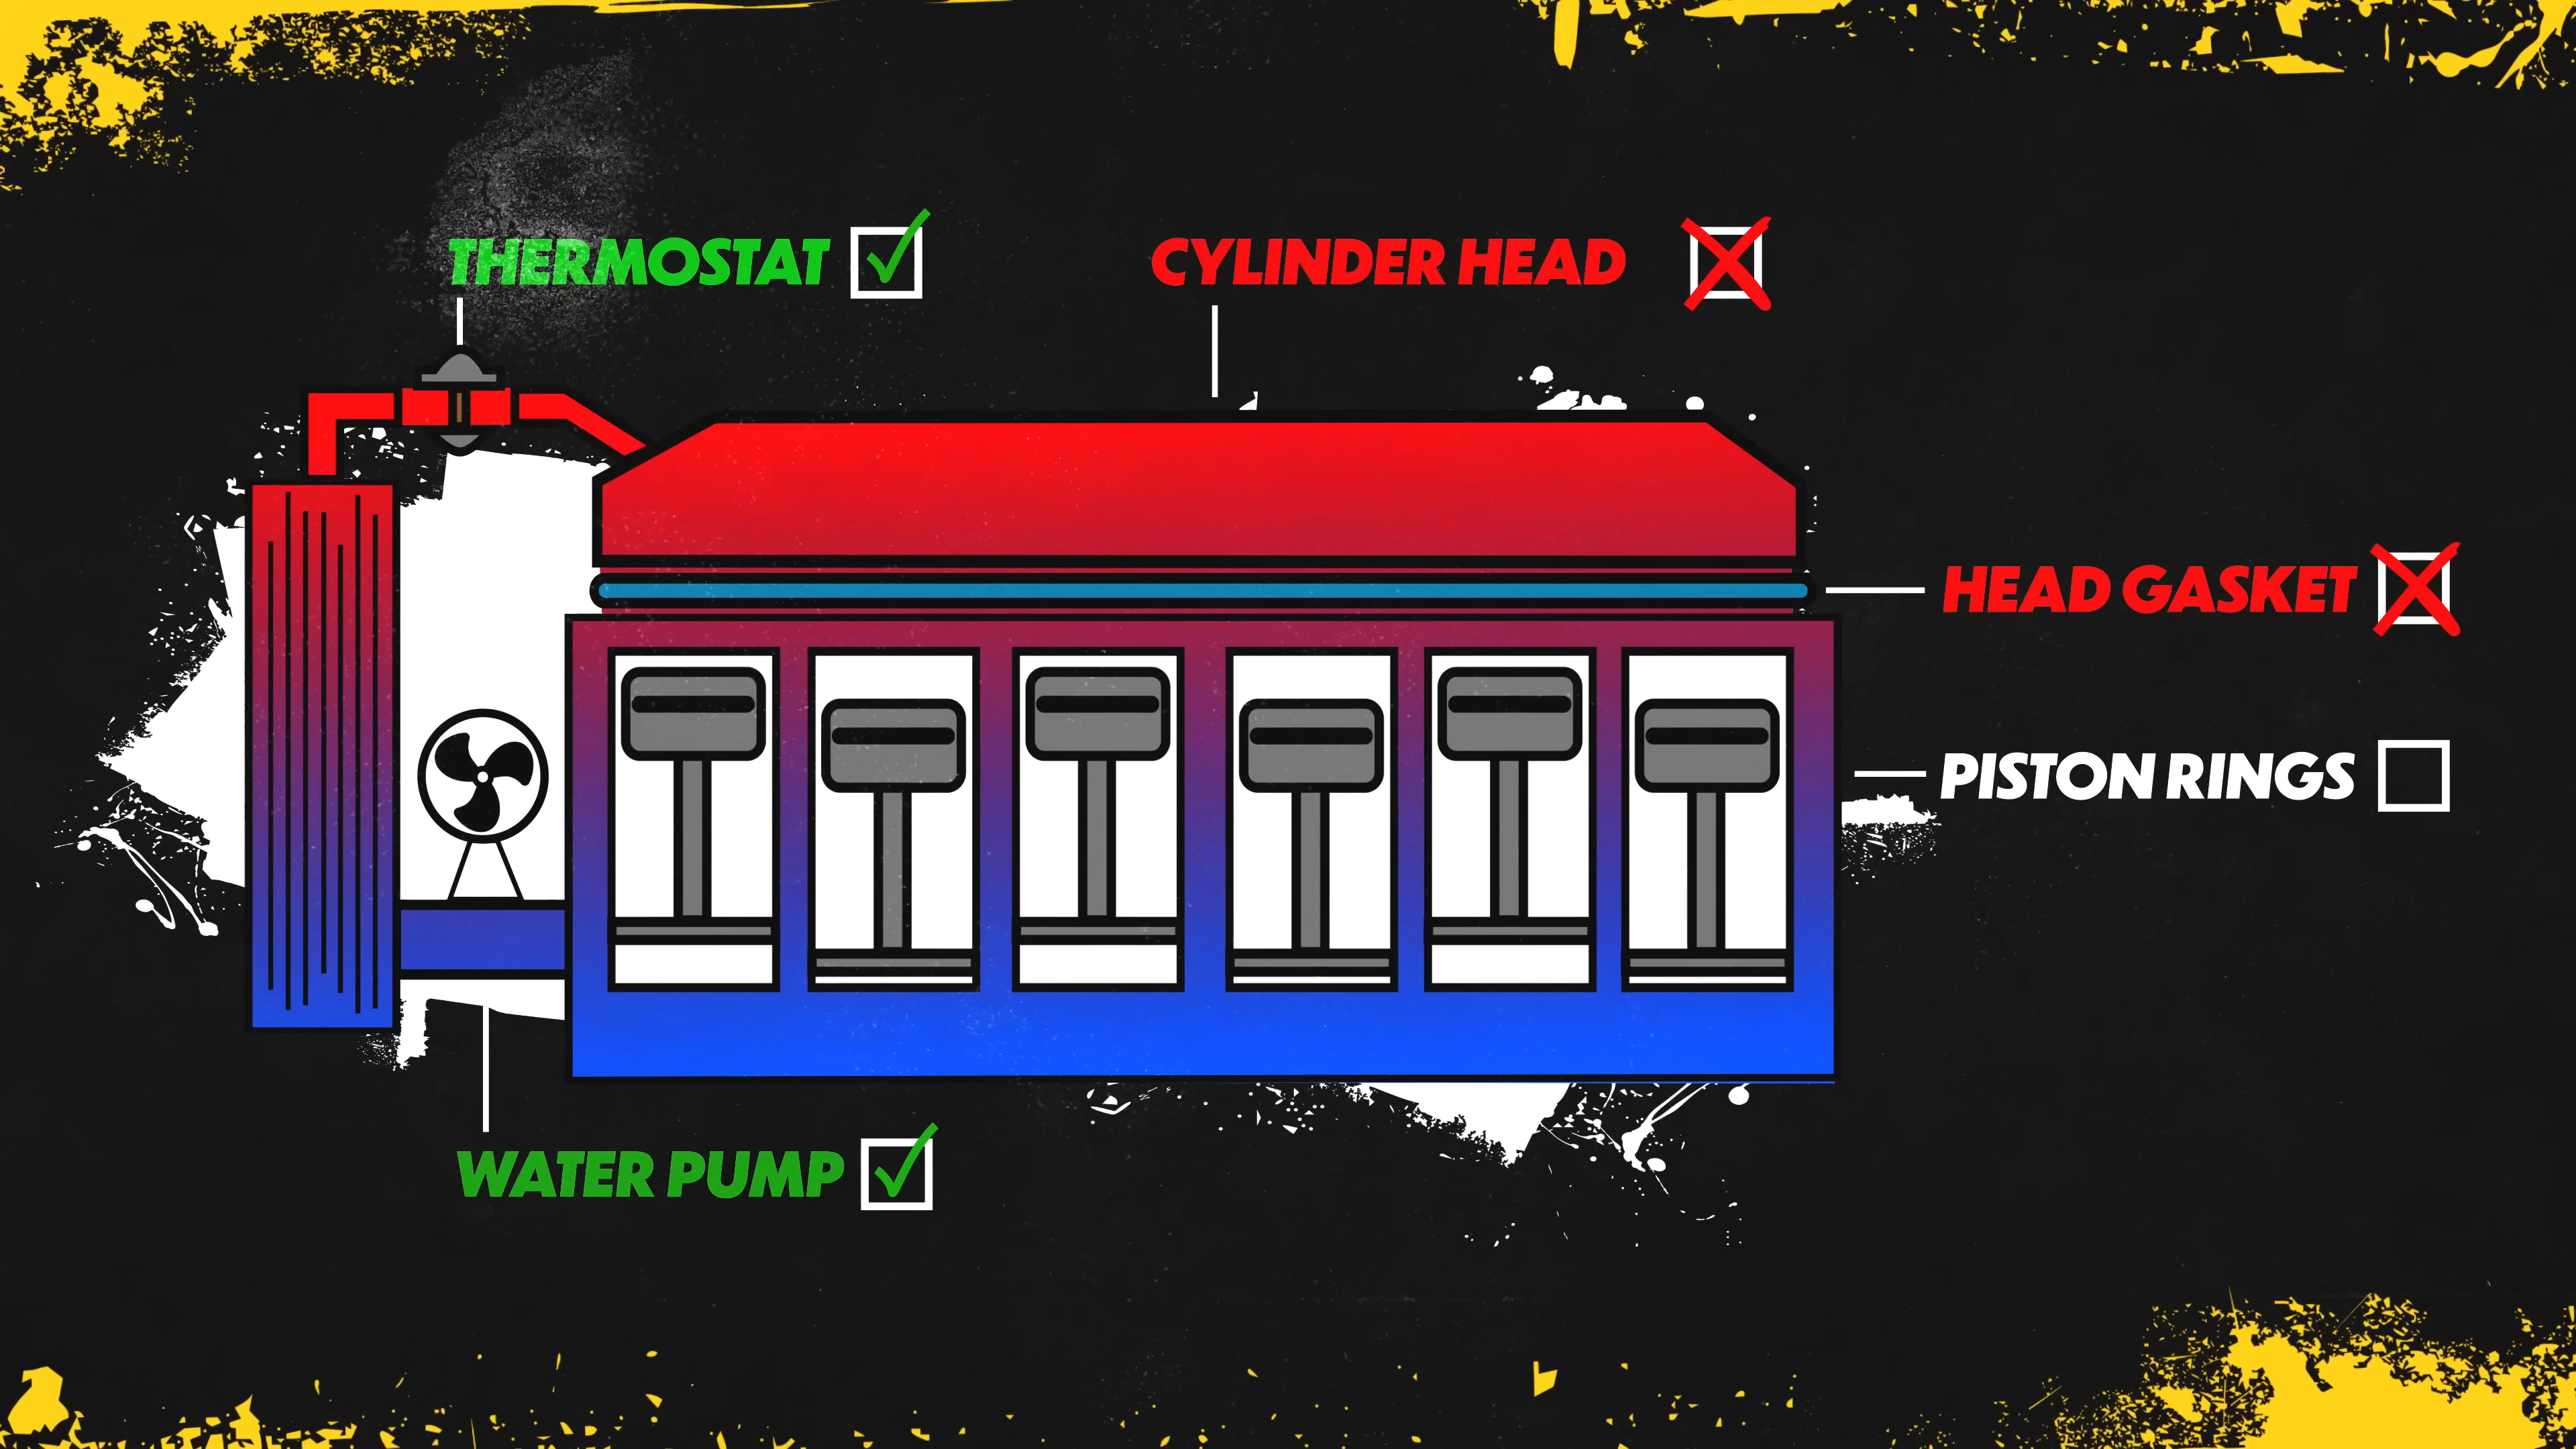 THERMOSTAT
CYLINDER HEAD
HEAD GASKET
PISTON RINGS
WATER PUMP